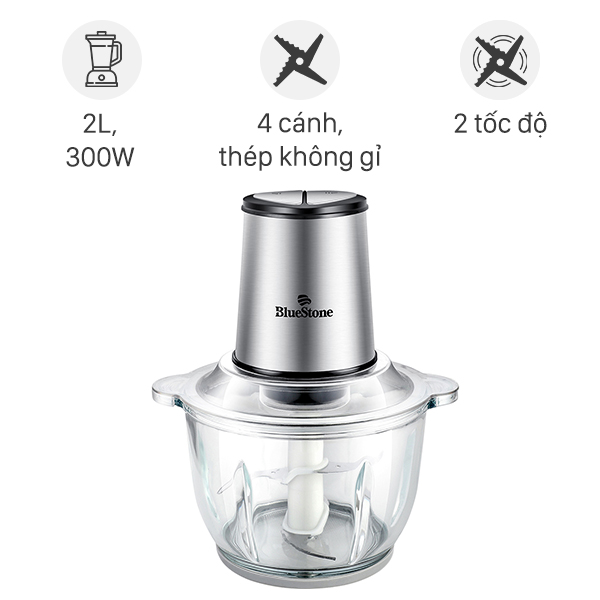 2L,
300W
4 cánh,
thép không gỉ
2 tốc độ
BlueStone